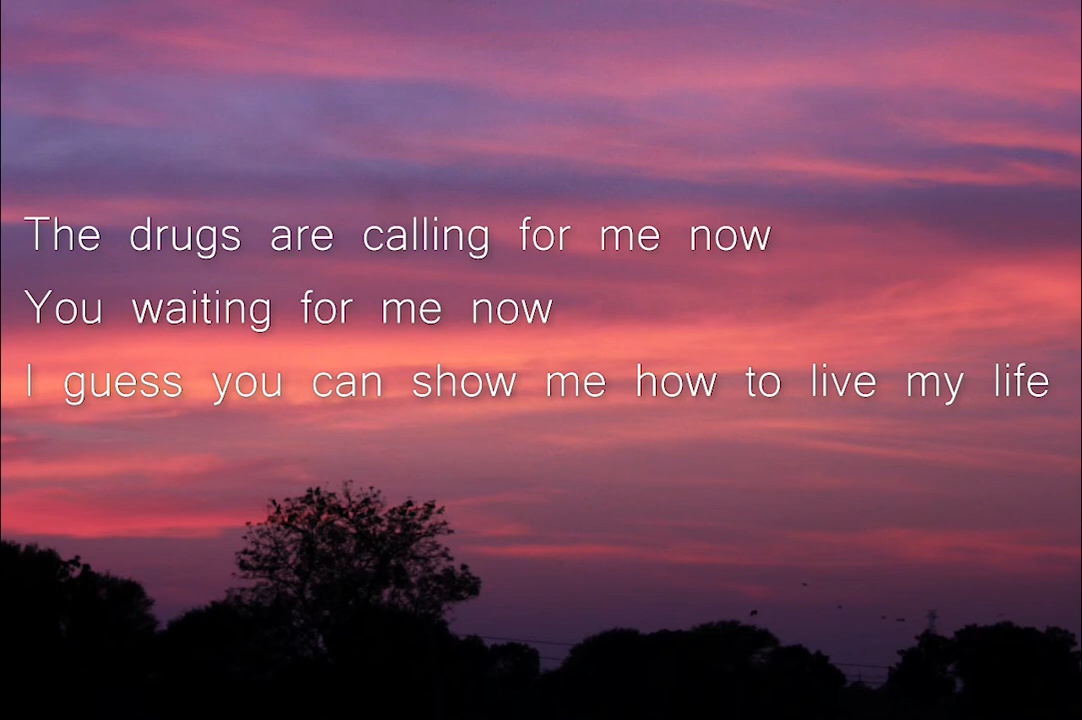 The drugs are calling for me now
You waiting for me now
I guess you can show me how to live my life